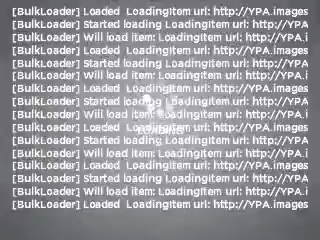 [BulkLoader] Loaded LoadingItem url: http://YPA.images
[BulkLoader] Started loading LoadingItem url: http://YPA
[BulkLoader] Will load item: LoadingItem url: http://YPA.i
[BulkLoader] Loaded LoadingItem url: http://YPA.images
[BulkLoader] Started loading LoadingItem url: http://YPA
[BulkLoader] Will load item: LoadingItem url: http://YPA.i
[BulkLoader] Loaded LoadingItem url: http://YPA.images
[BulkLoader] Started loading LoadingItem url: http://YPA
[BulkLoader] Will load item: LoadingItem url: http://YPA.i
[BulkLoader] Loaded LoadingItem url: http://YPA.images
LOADING
[BulkLoader] Started loading LoadingItem url: http://YPA
[BulkLoader] Will load item: LoadingItem url: http://YPA.i
[BulkLoader] Loaded LoadingItem url: http://YPA.images
[BulkLoader] Started loading LoadingItem url: http://YPA
[BulkLoader] Will load item: LoadingItem url: http://YPA.i
[BulkLoader] Loaded LoadingItem url: http://YPA.images